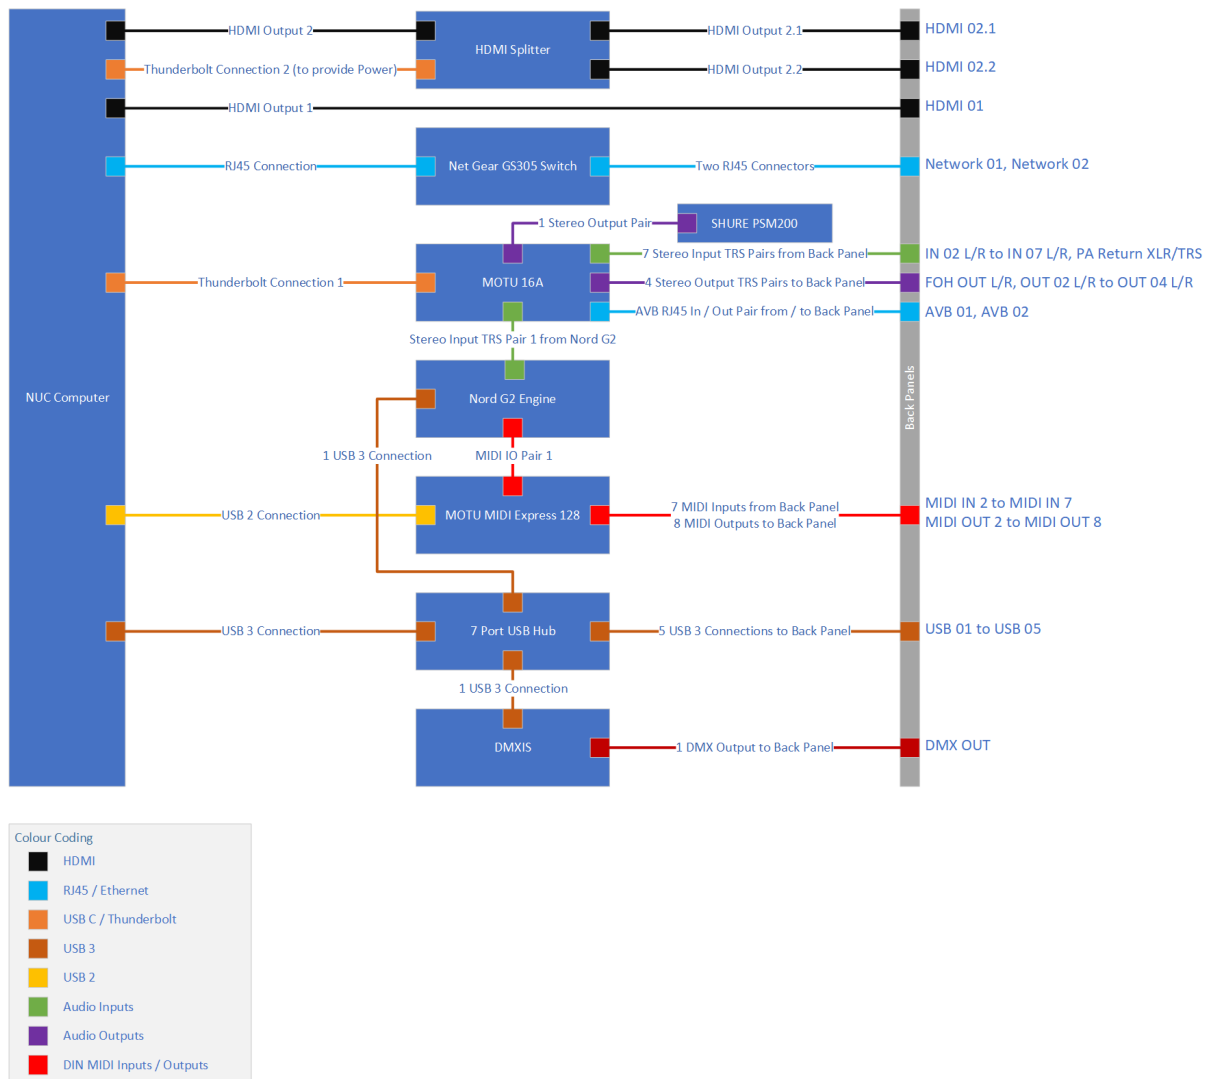 HDMI Output 2
HDMI Splitter
HDMI Output 2.1
HDMI 02.1
Thunderbolt Connection 2 (to provide Power)
HDMI Output 2.2
HDMI 02.2
HDMI Output 1
HDMI 01
RJ45 Connection
Net Gear GS305 Switch
Two RJ45 Connectors
Network 01, Network 02
1 Stereo Output Pair
SHURE PSM200
7 Stereo Input TRS Pairs from Back Panel
IN 02 L/R to IN 07 L/R, PA Return XLR/TRS
Thunderbolt Connection 1
MOTU 16A
4 Stereo Output TRS Pairs to Back Panel
FOH OUT L/R, OUT 02 L/R to OUT 04 L/R
AVB RJ45 In / Out Pair from / to Back Panel
AVB 01, AVB 02
Stereo Input TRS Pair 1 from Nord G2
NUC Computer
Nord G2 Engine
Back Panels
1 USB 3 Connection
MIDI IO Pair 1
USB 2 Connection
MOTU MIDI Express 128
7 MIDI Inputs from Back Panel
8 MIDI Outputs to Back Panel
MIDI IN 2 to MIDI IN 7
MIDI OUT 2 to MIDI OUT 8
USB 3 Connection
7 Port USB Hub
5 USB 3 Connections to Back Panel
USB 01 to USB 05
1 USB 3 Connection
DMXIS
1 DMX Output to Back Panel
DMX OUT
Colour Coding
HDMI
RJ45 / Ethernet
USB C / Thunderbolt
USB 3
USB 2
Audio Inputs
Audio Outputs
DIN MIDI Inputs / Outputs